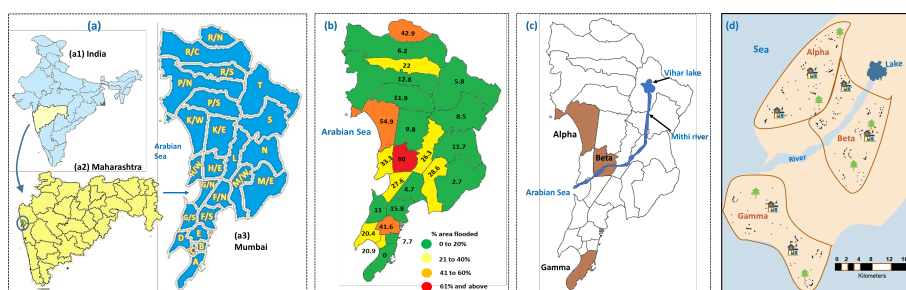 (a)
(a1) India
(a2) Maharashtra
Arabian
Sea
R/N
R/C
R/S
P/N
T
P/S
K/W
K/E
S
N
H/W
H/E
L
M/W
M/E
G/N
F/N
G/S
F/S
E
D
B
A
(a3)
Mumbai
(b)
42.9
6.2
22
12.8
5.8
11.9
54.9
8.5
9.8
Arabian Sea
11.7
26.3
33.3
90
28.6
27.6
4.7
2.7
11
15.8
41.6
20.4
7.7
20.9
0
% area flooded
0 to 20%
21 to 40%
41 to 60%
61% and above
(c)
Vihar lake
Mithi river
Alpha
Beta
Arabian Sea
Gamma
(d)
Sea
Alpha
Lake
Beta
River
Gamma
0 2 4 8 12 16
Kilometers